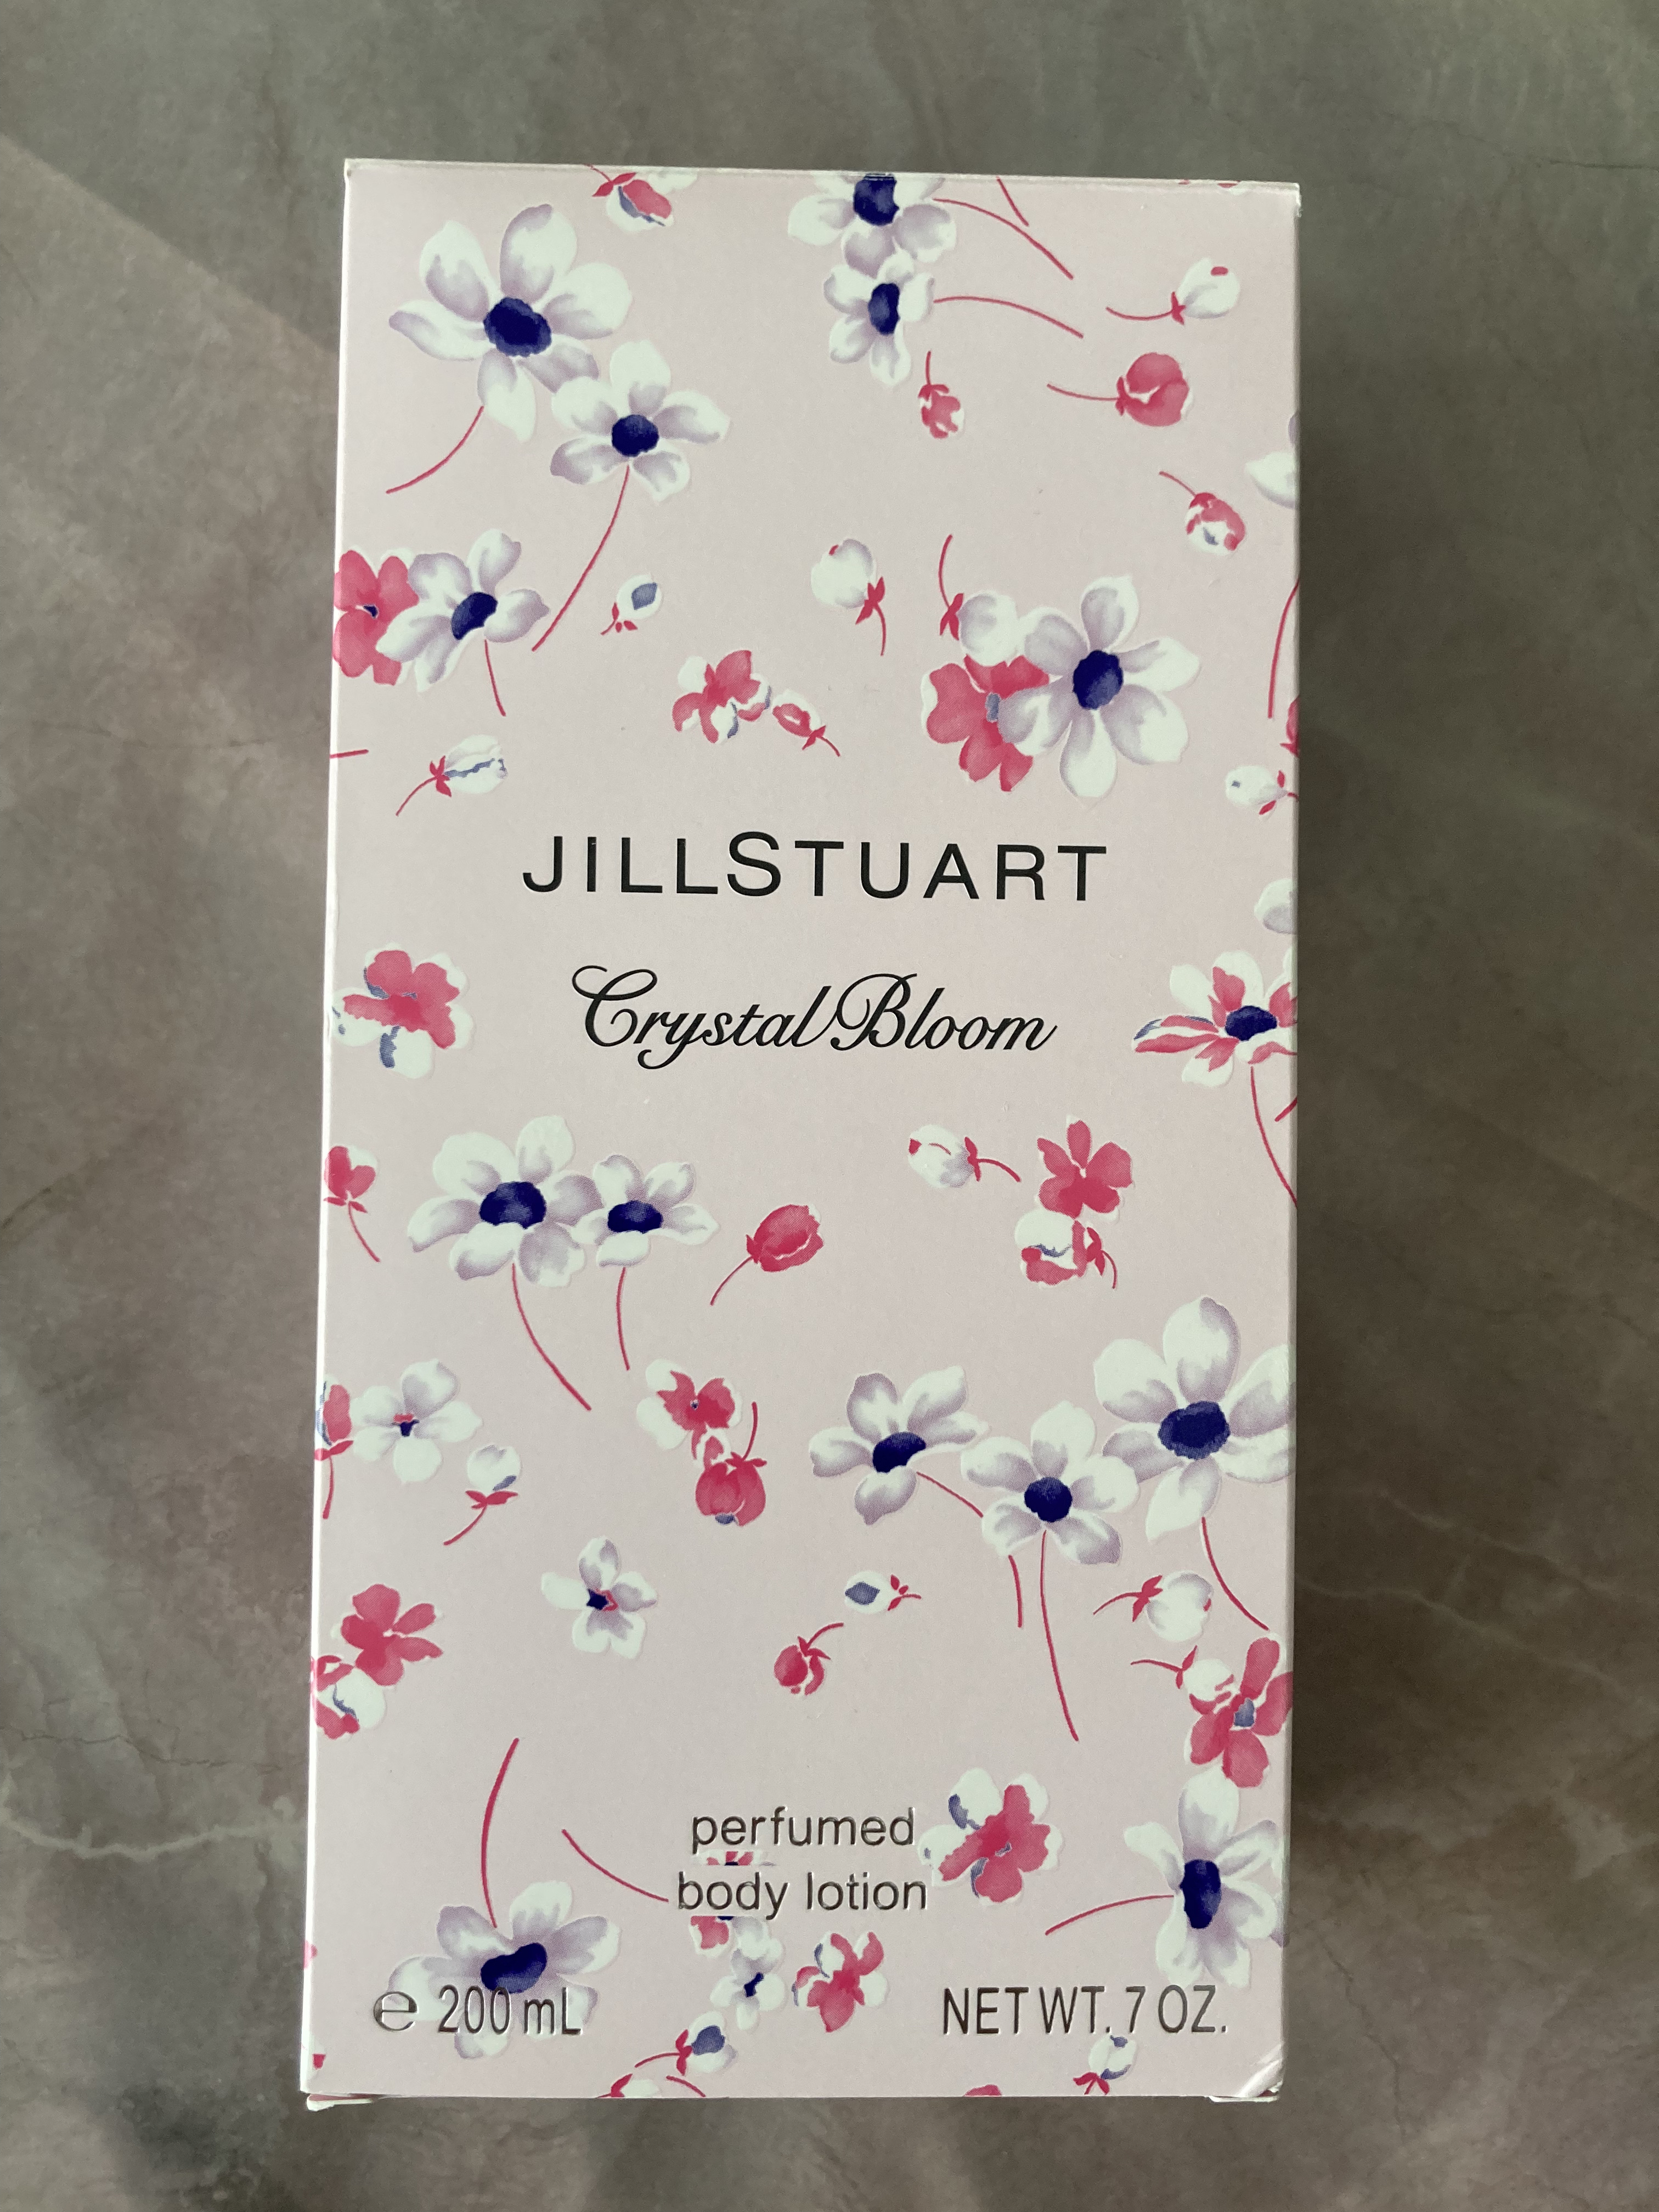 JILLSTUART
Crystal Bloom
perfumed
body lotion
℮ 200 mL
NET WT. 7 OZ.